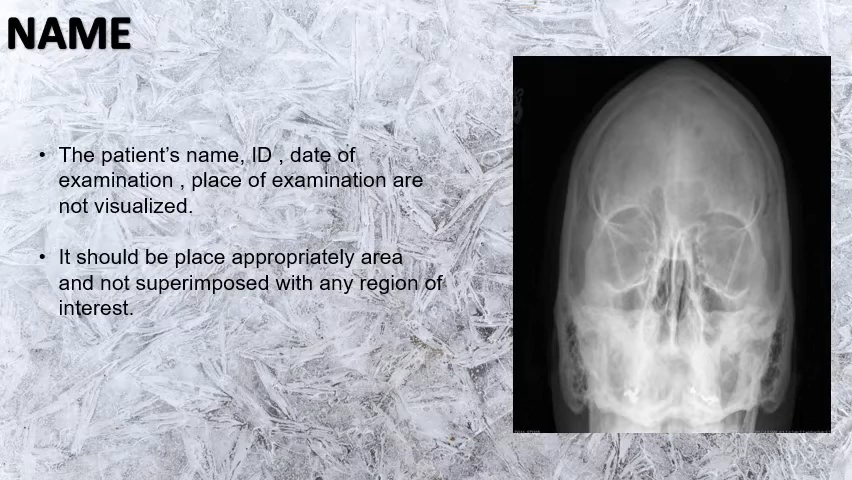 NAME
• The patient’s name, ID , date of
examination , place of examination are
not visualized.
• It should be place appropriately area
and not superimposed with any region of
interest.